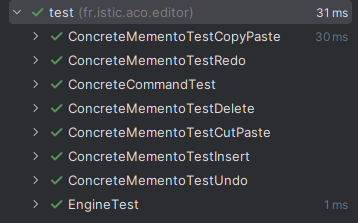 test (fr.istic.aco.editor) 31 ms
ConcreteMementoTestCopyPaste 30 ms
ConcreteMementoTestRedo
ConcreteCommandTest
ConcreteMementoTestDelete
ConcreteMementoTestCutPaste
ConcreteMementoTestInsert
ConcreteMementoTestUndo
EngineTest 1 ms